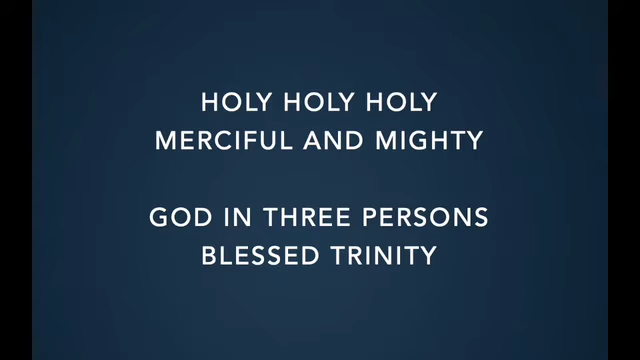 HOLY HOLY HOLY
MERCIFUL AND MIGHTY
GOD IN THREE PERSONS
BLESSED TRINITY